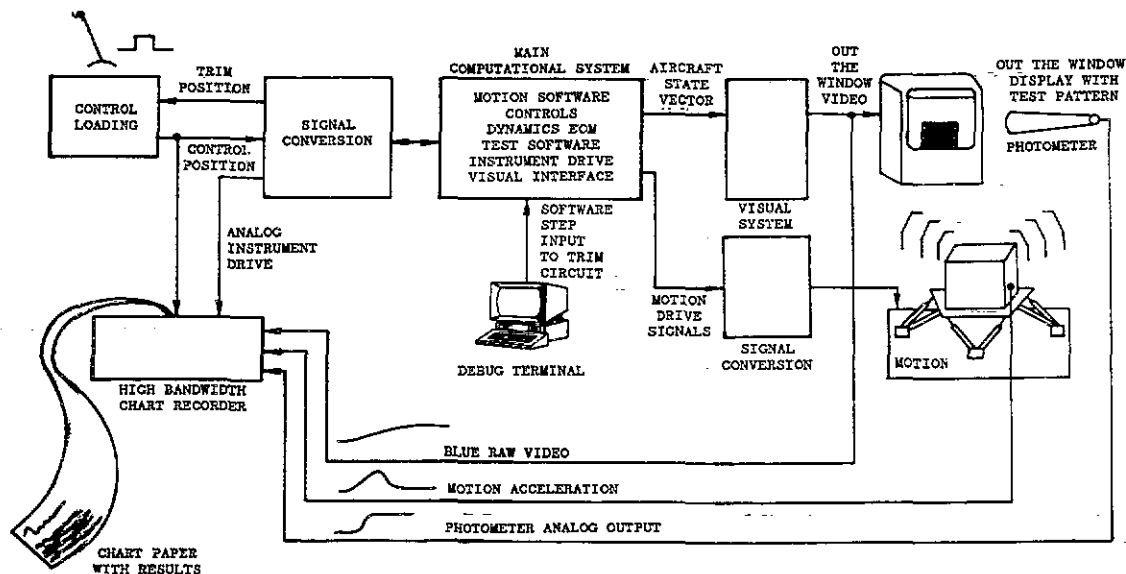 TRIM
POSITION
CONTROL
LOADING
CONTROL
POSITION
SIGNAL
CONVERSION
MAIN
COMPUTATIONAL SYSTEM
MOTION SOFTWARE
CONTROLS
DYNAMICS EOM
TEST SOFTWARE
INSTRUMENT DRIVE
VISUAL INTERFACE
AIRCRAFT
STATE
VECTOR
OUT
THE
WINDOW
VIDEO
OUT THE WINDOW
DISPLAY WITH
TEST PATTERN
PHOTOMETER
VISUAL
SYSTEM
ANALOG
INSTRUMENT
DRIVE
SOFTWARE
STEP
INPUT
TO TRIM
CIRCUIT
MOTION
DRIVE
SIGNALS
SIGNAL
CONVERSION
MOTION
DEBUG TERMINAL
HIGH BANDWIDTH
CHART RECORDER
BLUE RAW VIDEO
MOTION ACCELERATION
PHOTOMETER ANALOG OUTPUT
CHART PAPER
WITH RESULTS